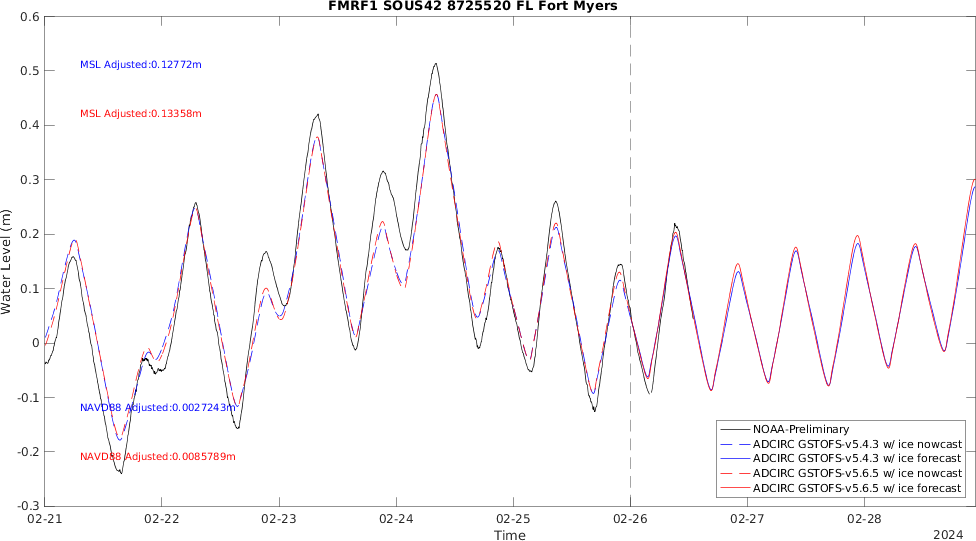 FMRF1 SOUS42 8725520 FL Fort Myers
0.6
0.5
0.4
0.3
0.2
0.1
0
-0.1
-0.2
-0.3
Water Level (m)
MSL Adjusted:0.12772m
MSL Adjusted:0.13358m
NAVD88 Adjusted:0.0027243m
NAVD88 Adjusted:0.0085789m
NOAA-Preliminary
ADCIRC GSTOFS-v5.4.3 w/ ice nowcast
ADCIRC GSTOFS-v5.4.3 w/ ice forecast
ADCIRC GSTOFS-v5.6.5 w/ ice nowcast
ADCIRC GSTOFS-v5.6.5 w/ ice forecast
02-21 02-22 02-23 02-24 02-25 02-26 02-27 02-28
Time
2024